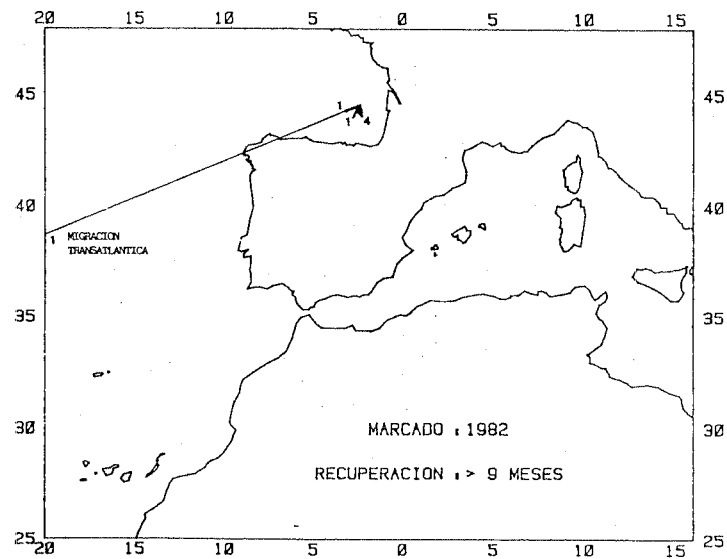 20 15 10 5 0 5 10 15
45 45
1
1 4
40 40
1 MIGRACION
TRANSATLANTICA
35 35
30 30
MARCADO : 1982
RECUPERACION : > 9 MESES
25 25
20 15 10 5 0 5 10 15